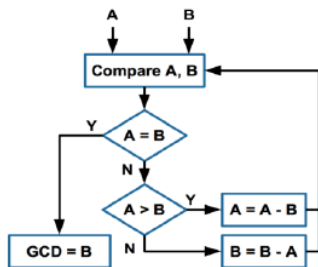 A B
Compare A, B
Y
A = B
N
A > B
Y
A = A - B
GCD = B
N
B = B - A